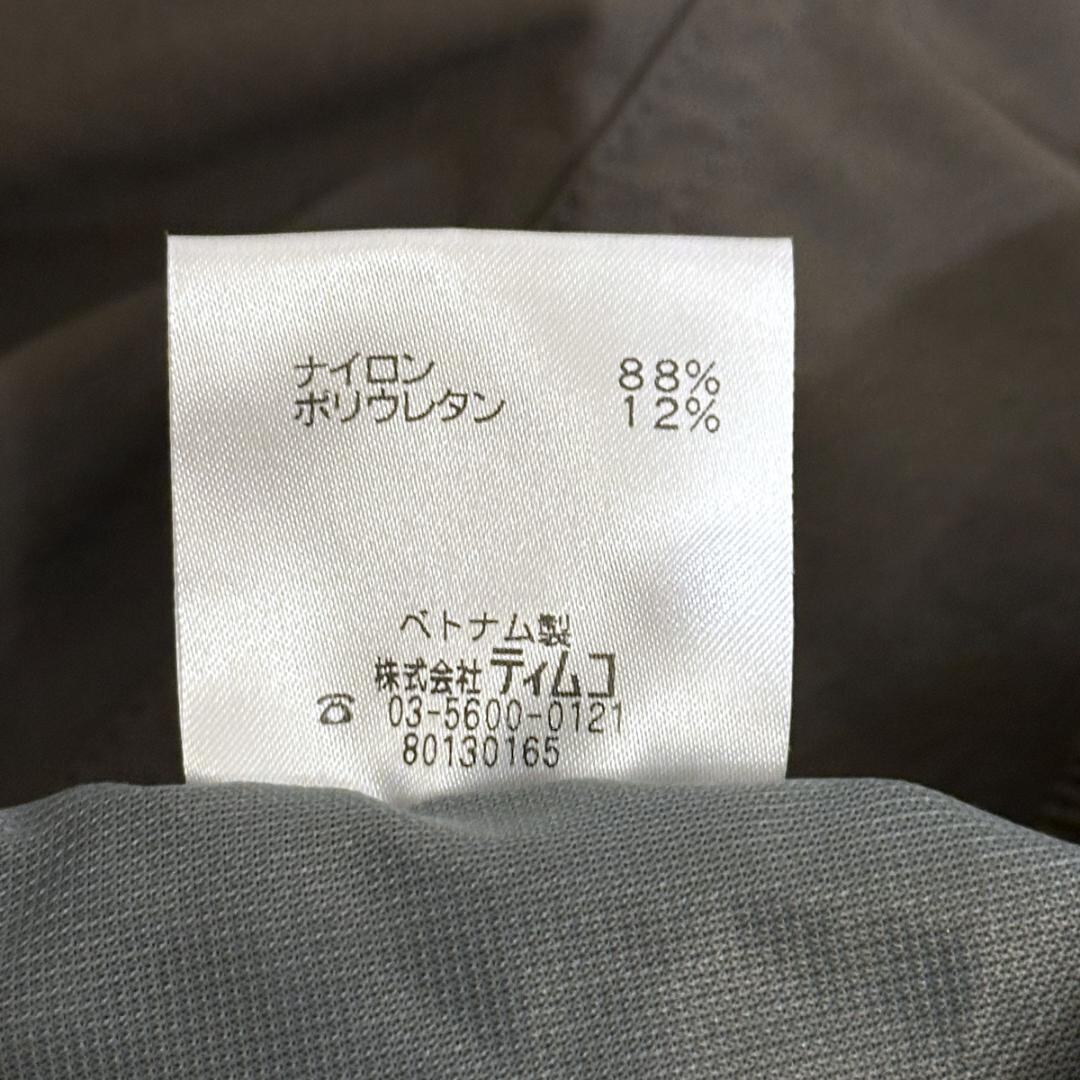 ナイロン 88%
ポリウレタン 12%
ベトナム製
株式会社ティムコ
☎ 03-5600-0121
80130165